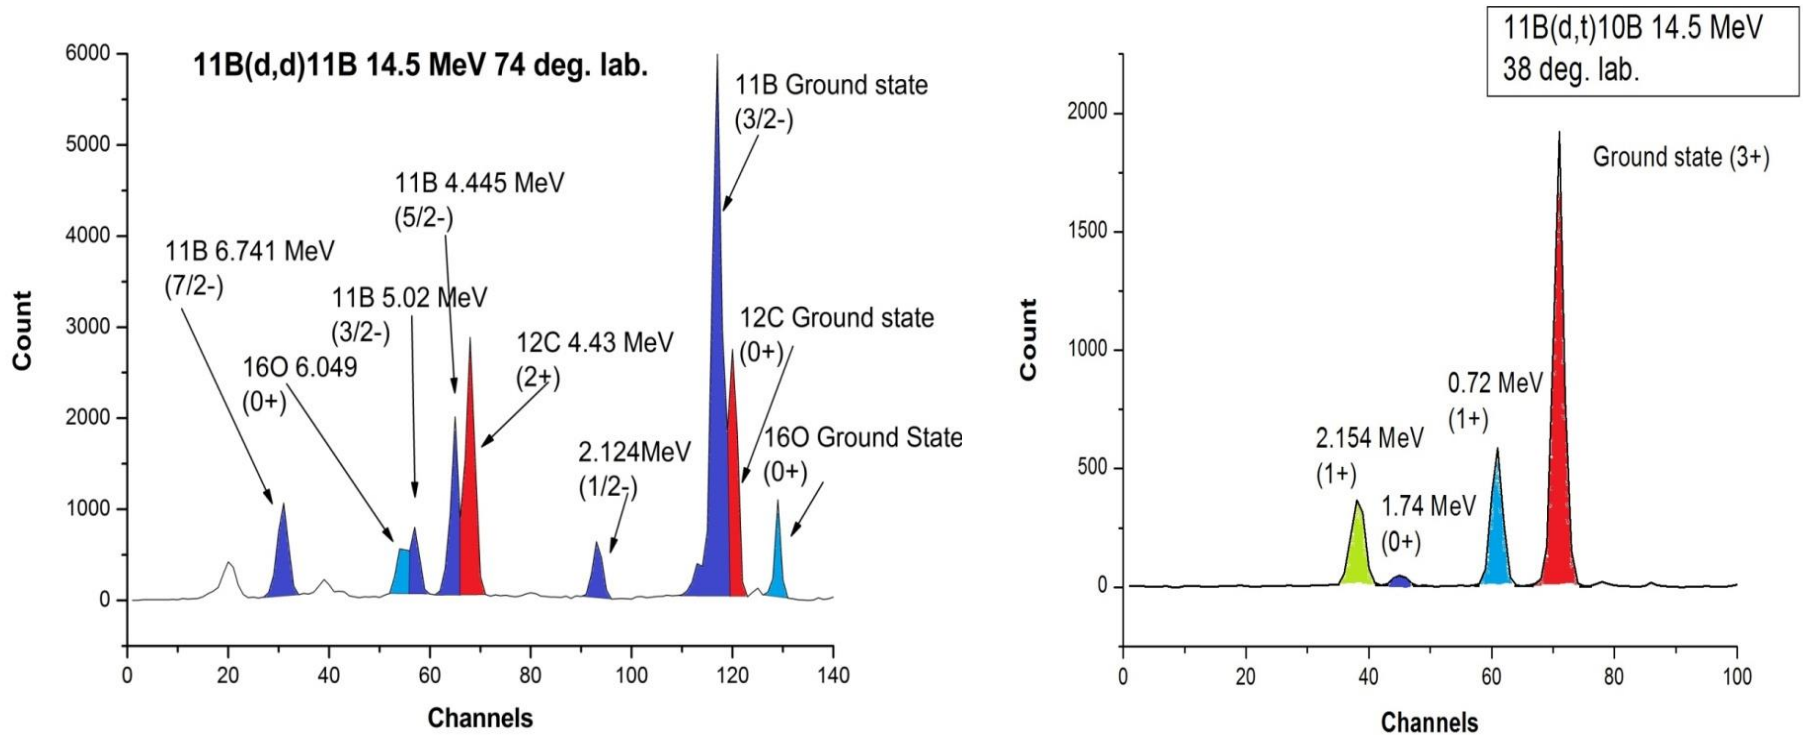 11B(d,d)11B 14.5 MeV 74 deg. lab.
6000
5000
4000
3000
2000
1000
0
Count
0
20
40
60
80
100
120
140
Channels
11B 6.741 MeV
(7/2-)
16O 6.049
(0+)
11B 5.02 MeV
(3/2-)
11B 4.445 MeV
(5/2-)
12C 4.43 MeV
(2+)
2.124MeV
(1/2-)
11B Ground state
(3/2-)
12C Ground state
(0+)
16O Ground State
(0+)
11B(d,t)10B 14.5 MeV
38 deg. lab.
2000
1500
1000
500
0
Count
0
20
40
60
80
100
Channels
2.154 MeV
(1+)
1.74 MeV
(0+)
0.72 MeV
(1+)
Ground state (3+)